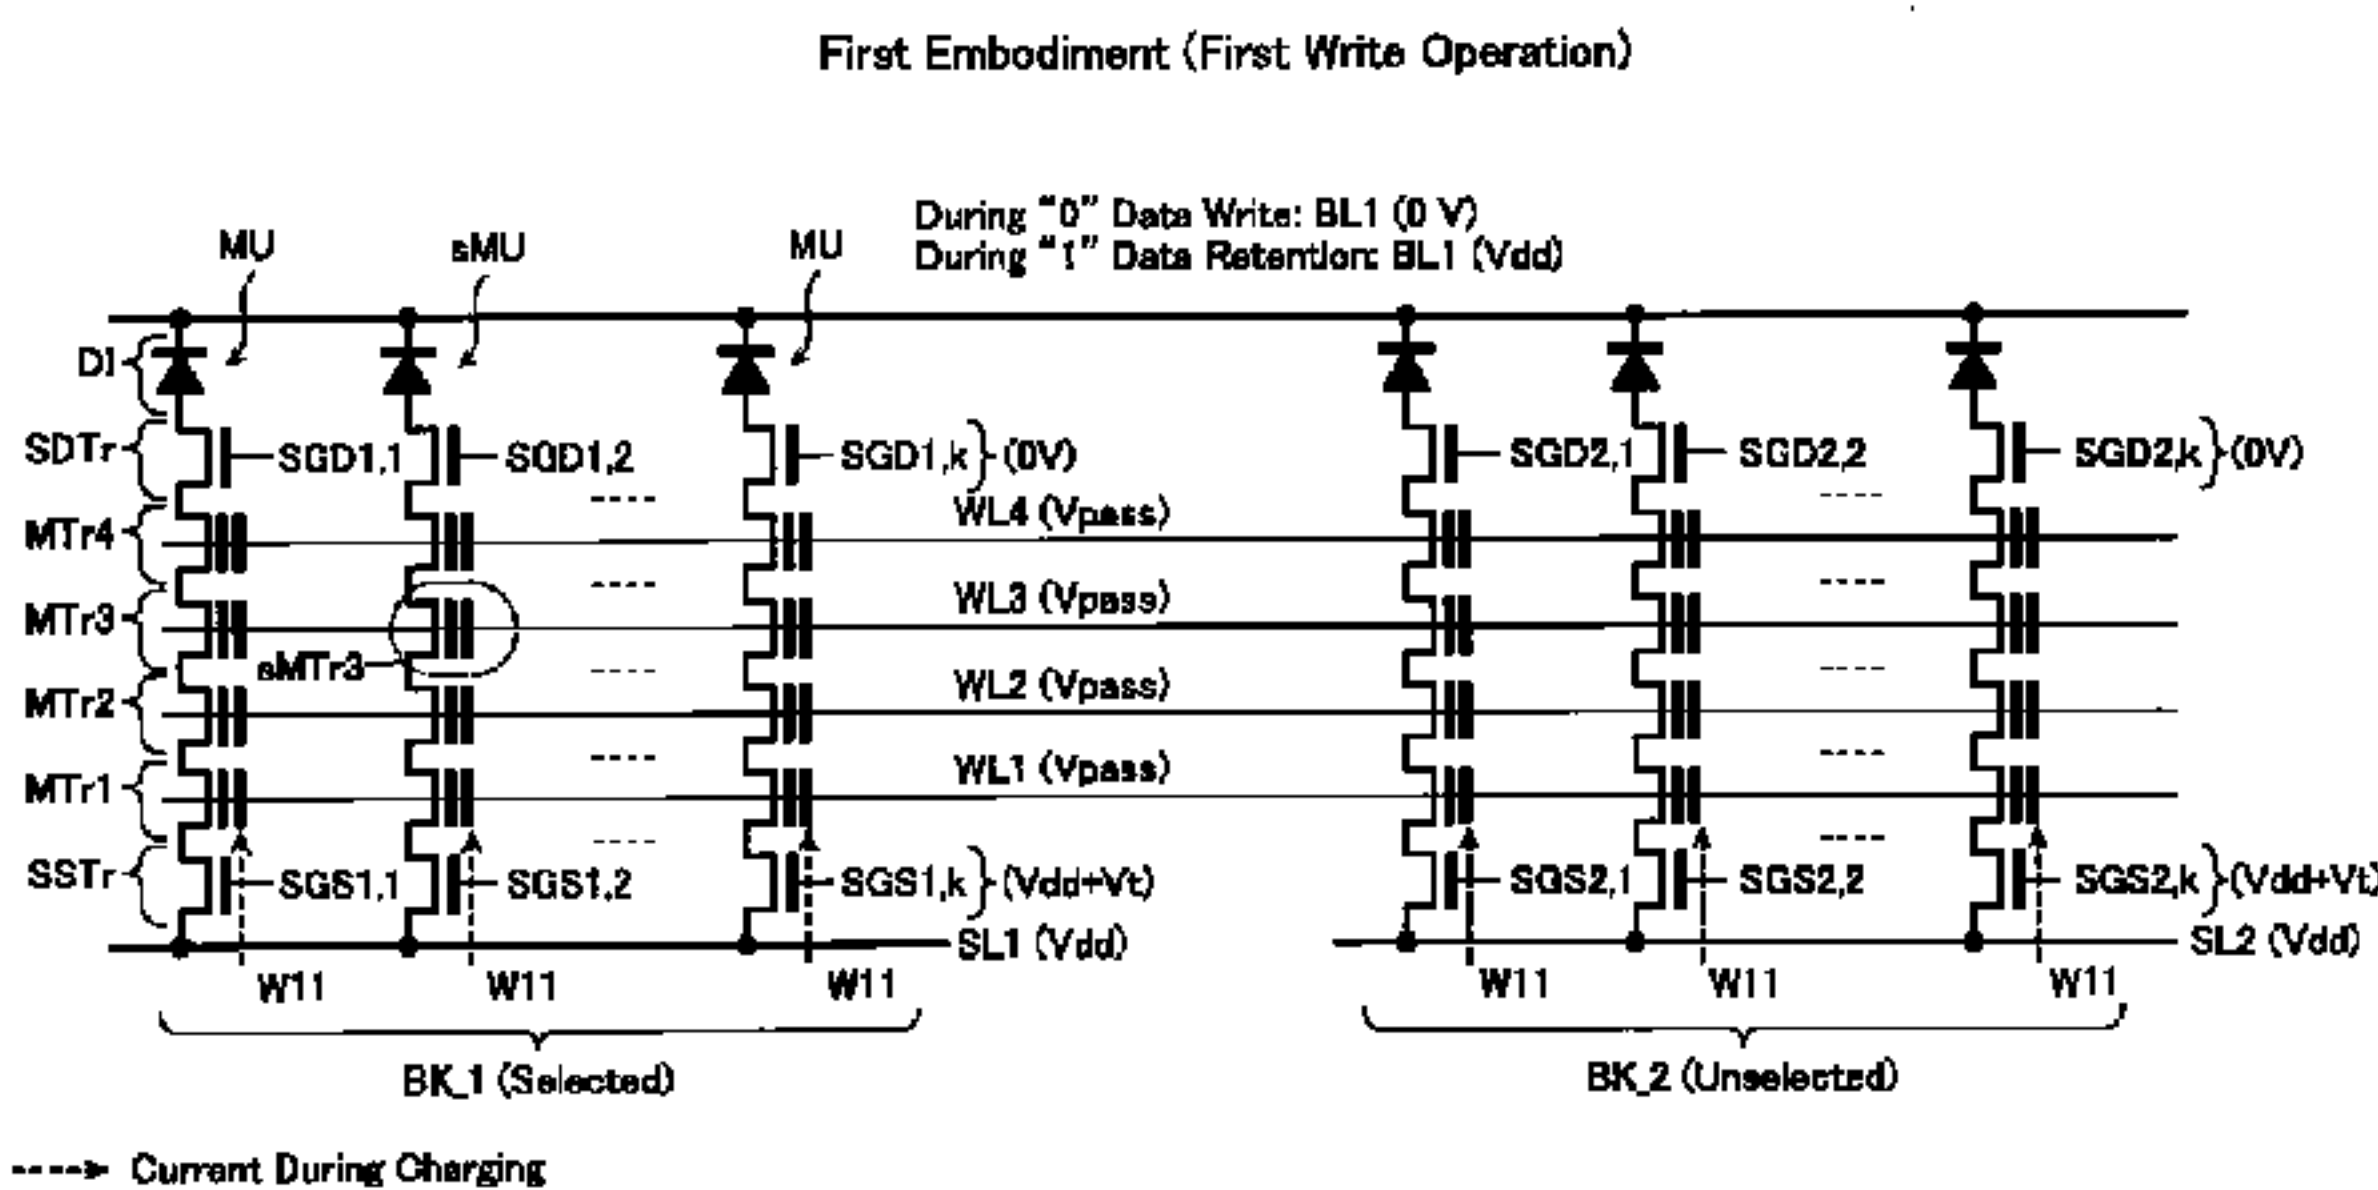 First Embodiment (First Write Operation)
During "0" Data Write: BL1 (0 V)
During "1" Data Retention: BL1 (Vdd)
MU sMU MU
DI
SDTr SGD1,1 SGD1,2 SGD1,k (0V) SGD2,1 SGD2,2 SGD2,k (0V)
MTr4 WL4 (Vpass)
MTr3 WL3 (Vpass)
sMTr3
MTr2 WL2 (Vpass)
MTr1 WL1 (Vpass)
SSTr SGS1,1 SGS1,2 SGS1,k (Vdd+Vt) SGS2,1 SGS2,2 SGS2,k (Vdd+Vt)
SL1 (Vdd) SL2 (Vdd)
W11 W11 W11 W11 W11 W11
BK_1 (Selected) BK_2 (Unselected)
Current During Charging